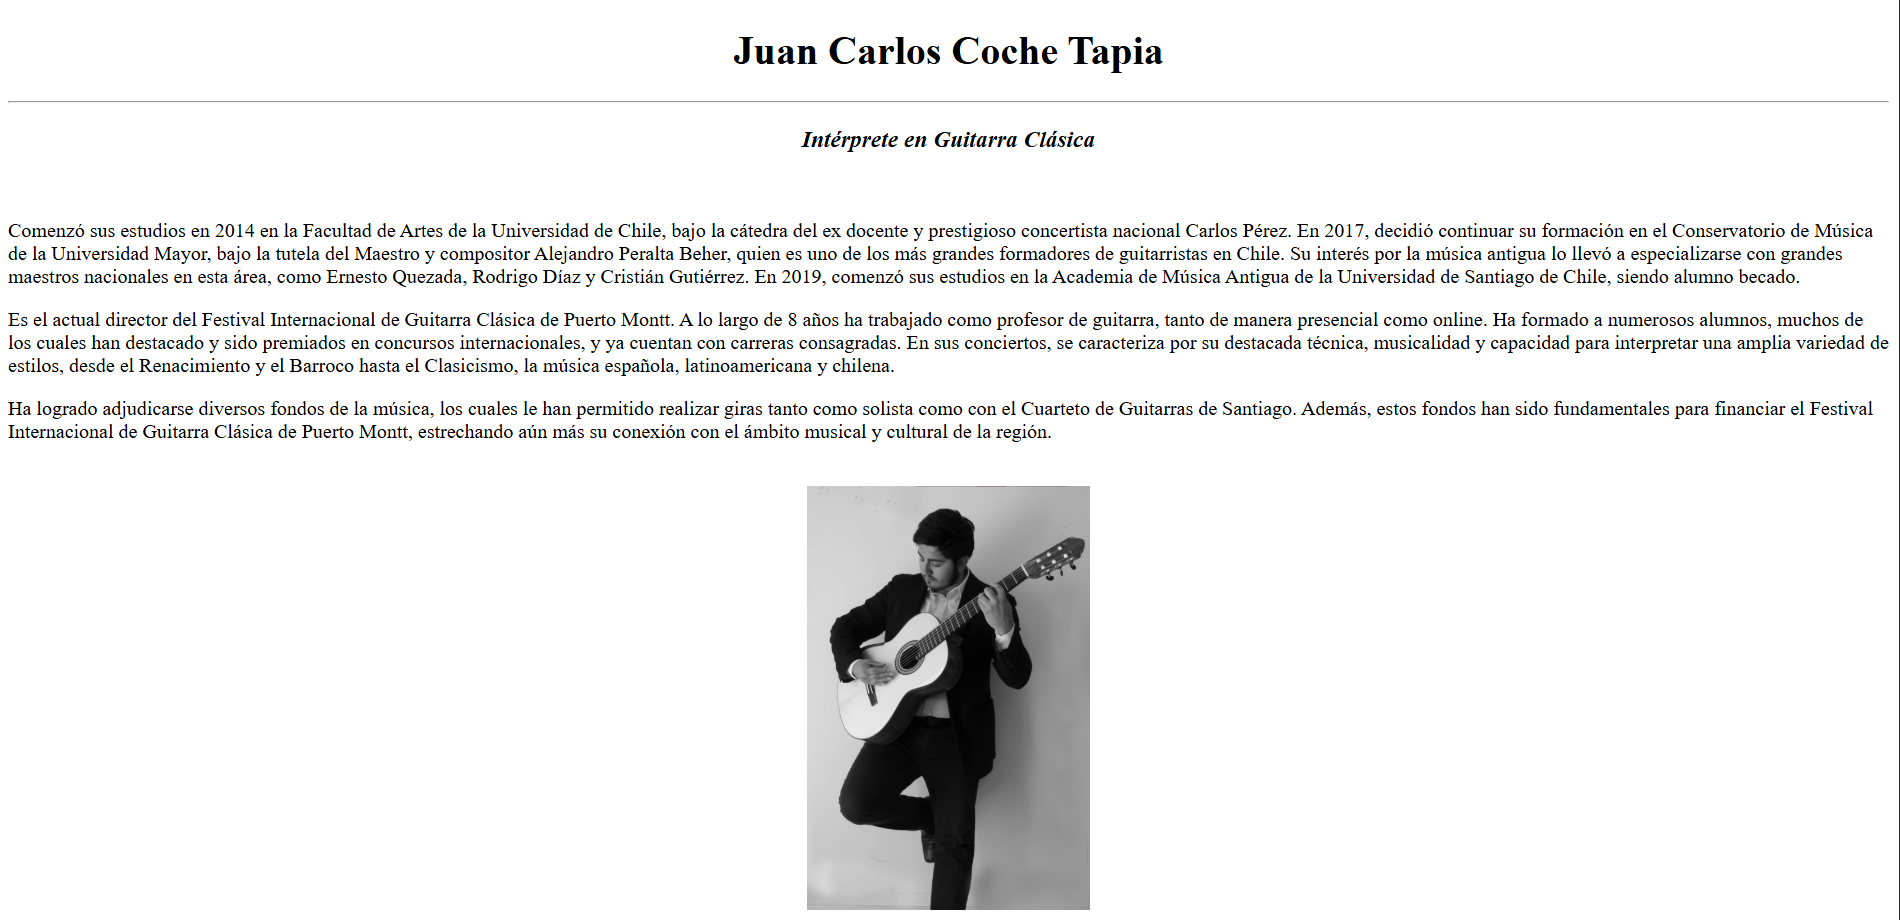 Juan Carlos Coche Tapia
Intérprete en Guitarra Clásica
Comenzó sus estudios en 2014 en la Facultad de Artes de la Universidad de Chile, bajo la cátedra del ex docente y prestigioso concertista nacional Carlos Pérez. En 2017, decidió continuar su formación en el Conservatorio de Música
de la Universidad Mayor, bajo la tutela del Maestro y compositor Alejandro Peralta Beher, quien es uno de los más grandes formadores de guitarristas en Chile. Su interés por la música antigua lo llevó a especializarse con grandes
maestros nacionales en esta área, como Ernesto Quezada, Rodrigo Díaz y Cristián Gutiérrez. En 2019, comenzó sus estudios en la Academia de Música Antigua de la Universidad de Santiago de Chile, siendo alumno becado.
Es el actual director del Festival Internacional de Guitarra Clásica de Puerto Montt. A lo largo de 8 años ha trabajado como profesor de guitarra, tanto de manera presencial como online. Ha formado a numerosos alumnos, muchos de
los cuales han destacado y sido premiados en concursos internacionales, y ya cuentan con carreras consagradas. En sus conciertos, se caracteriza por su destacada técnica, musicalidad y capacidad para interpretar una amplia variedad de
estilos, desde el Renacimiento y el Barroco hasta el Clasicismo, la música española, latinoamericana y chilena.
Ha logrado adjudicarse diversos fondos de la música, los cuales le han permitido realizar giras tanto como solista como con el Cuarteto de Guitarras de Santiago. Además, estos fondos han sido fundamentales para financiar el Festival
Internacional de Guitarra Clásica de Puerto Montt, estrechando aún más su conexión con el ámbito musical y cultural de la región.